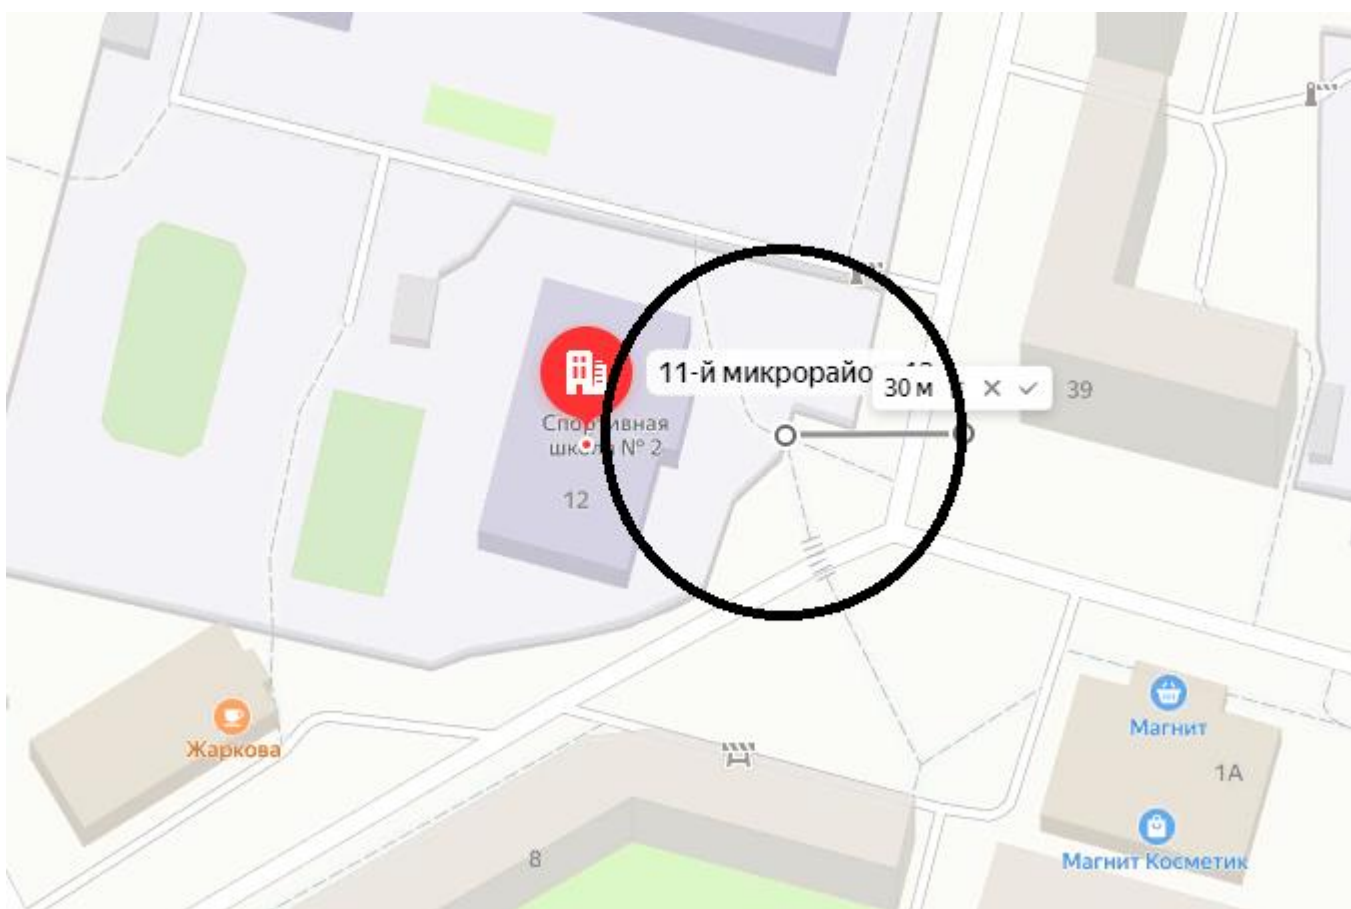 11-й микрорайо
30 м
39
Спортивная
школа № 2
12
Жаркова
Магнит
1А
8
Магнит Косметик